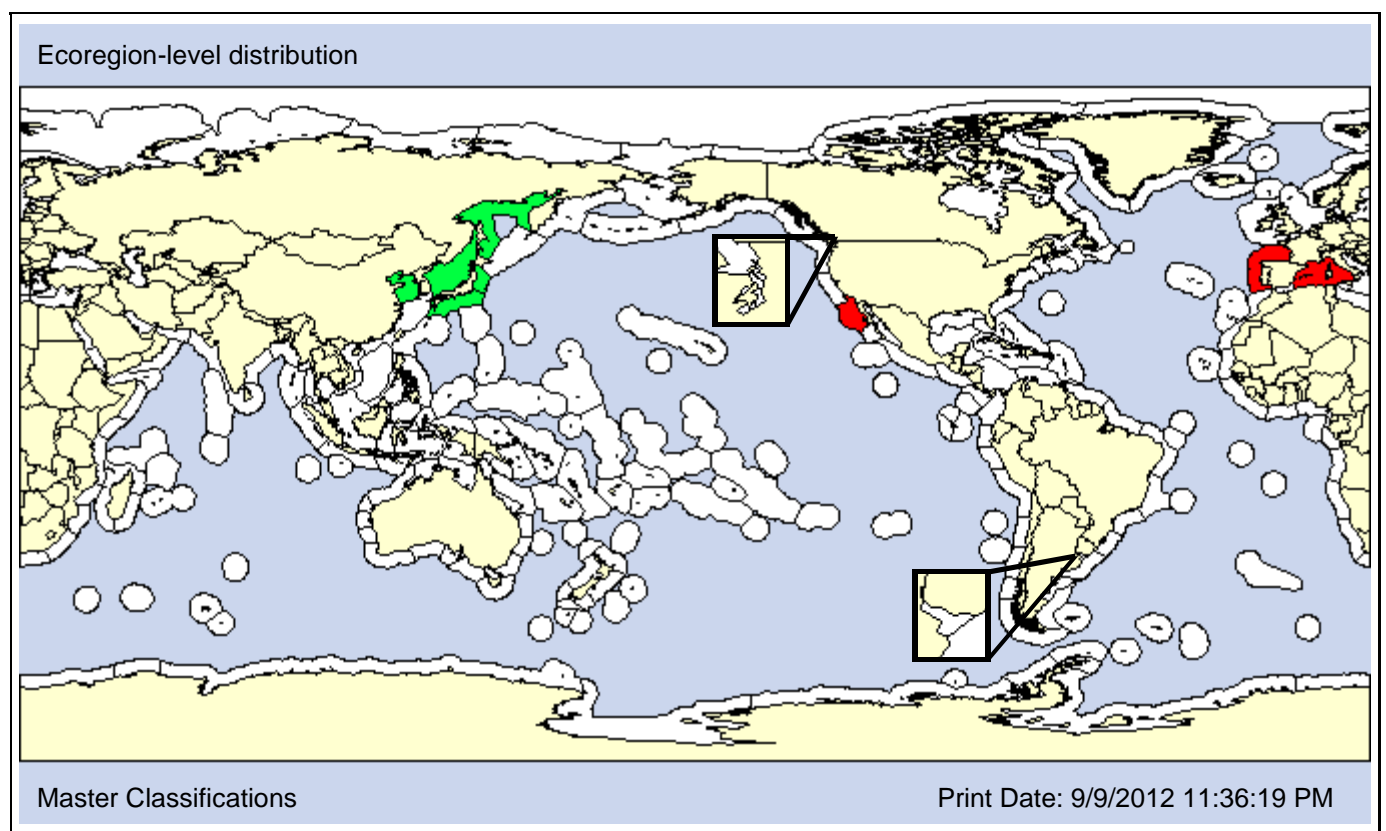 Ecoregion-level distribution
Master Classifications
Print Date: 9/9/2012 11:36:19 PM